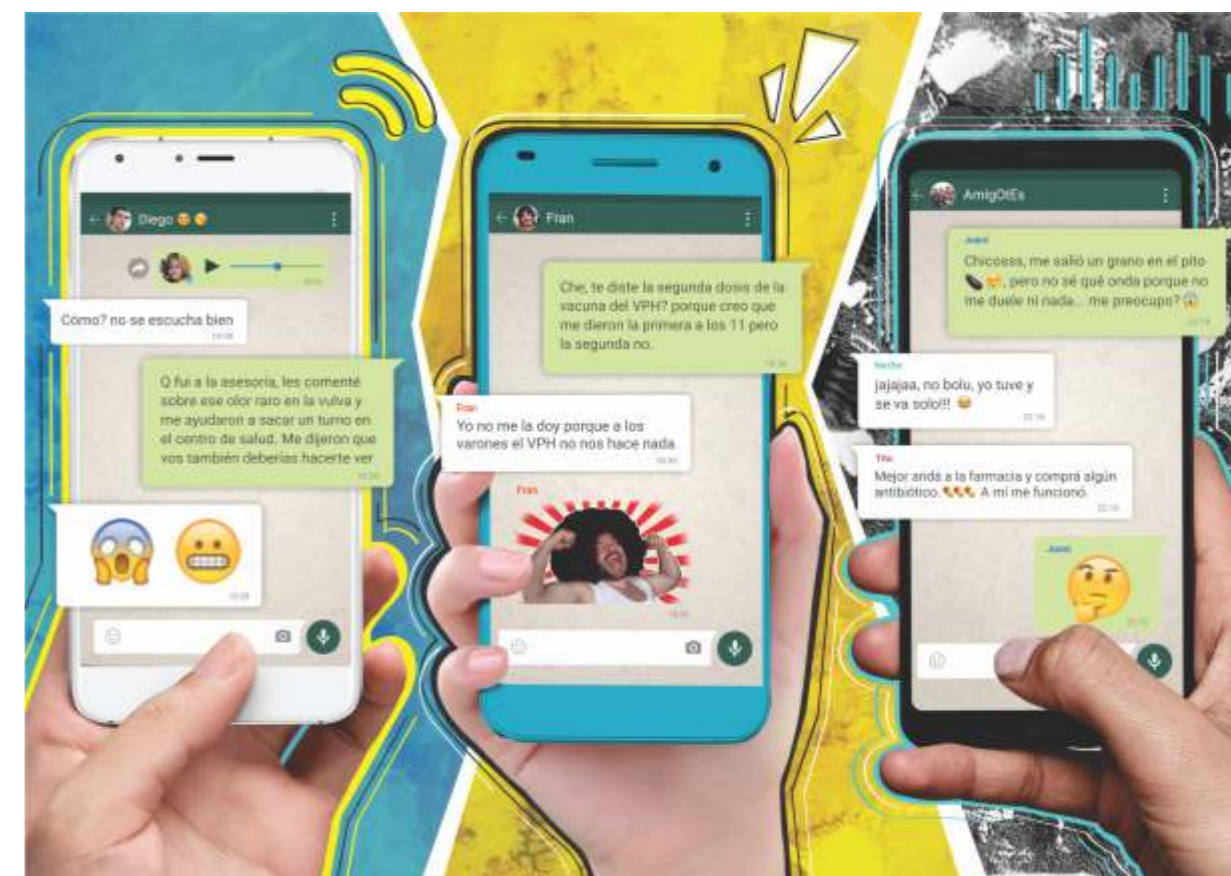 Diego
Cómo? no se escucha bien
Q fui a la asesoría, les comenté
sobre ese olor raro en la vulva y
me ayudaron a sacar un turno en
el centro de salud. Me dijeron que
vos también deberías hacerte ver
Fran
Che, te diste la segunda dosis de la
vacuna del VPH? porque creo que
me dieron la primera a los 11 pero
la segunda no.
Fran
Yo no me la doy porque a los
varones el VPH no nos hace nada
Fran
AmigOtEs
Chicosss, me salió un grano en el pito
, pero no sé qué onda porque no
me duele ni nada... me preocupo?
Nacho
jajajaa, no bolu, yo tuve y
se va solo!!!
Tito
Mejor andá a la farmacia y comprá algún
antibiótico. A mi me funcionó.